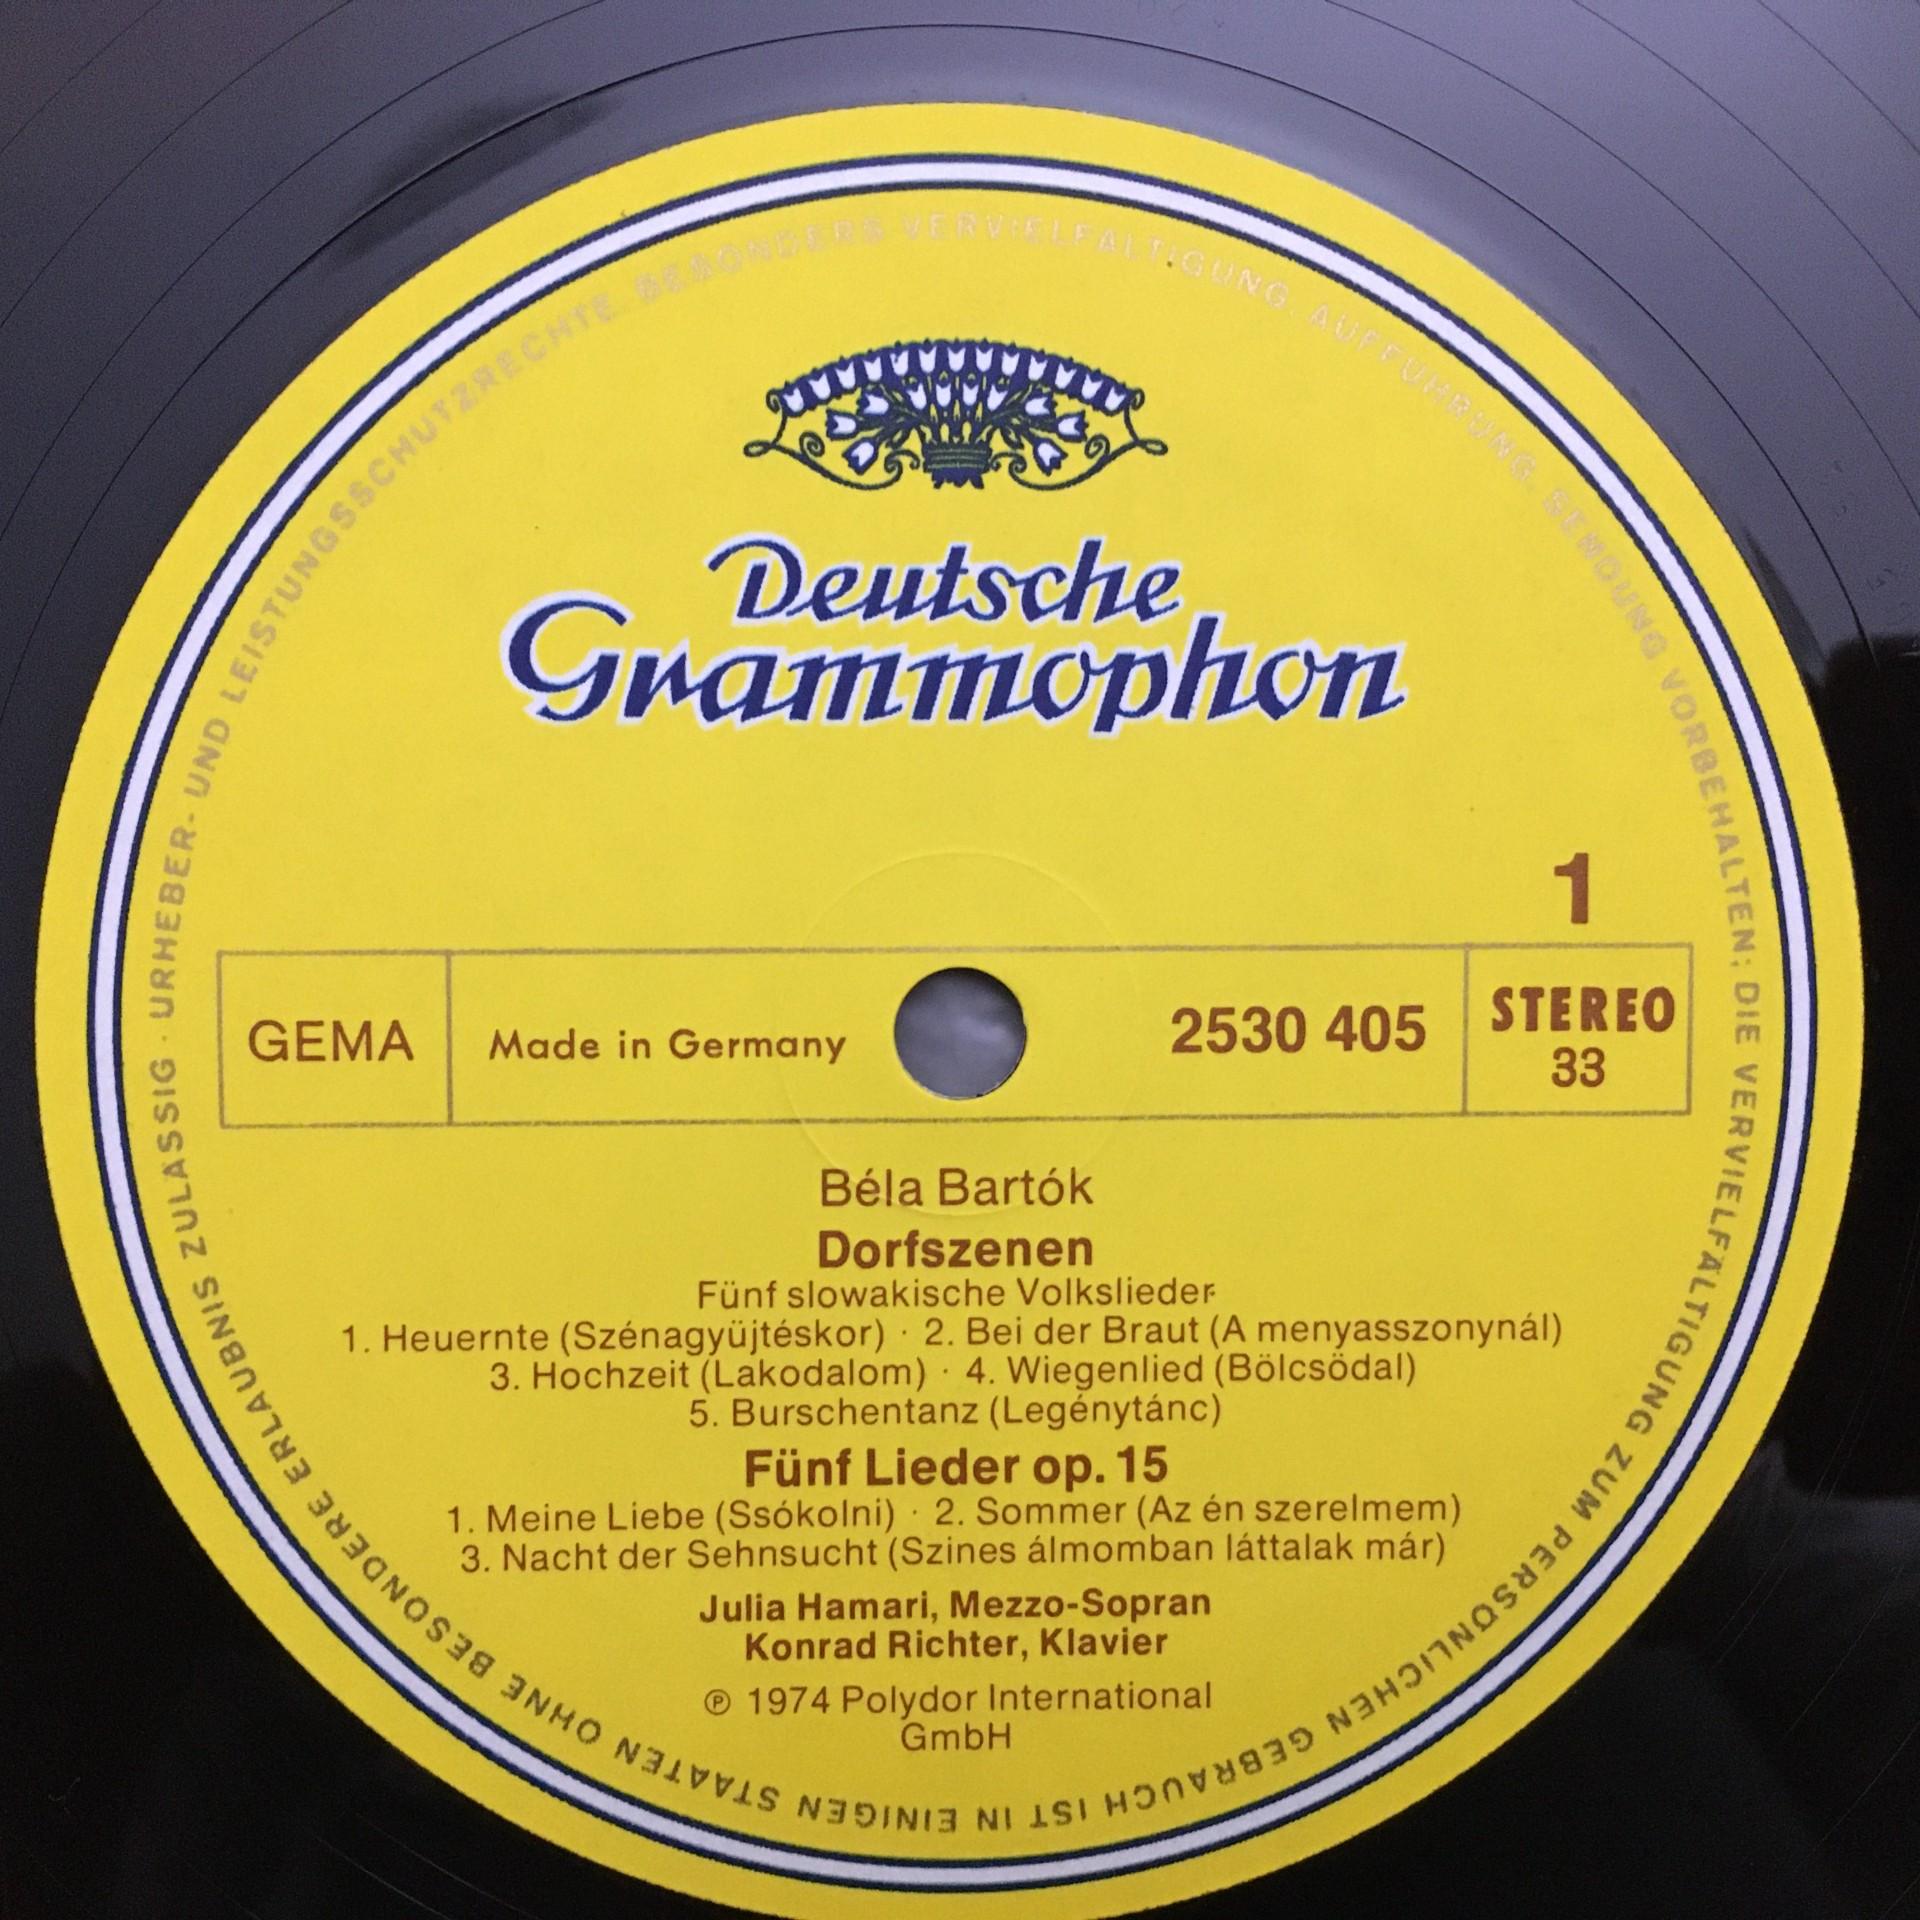 URHEBER- UND LEISTUNGSSCHUTZRECHTE, BESONDERS VERVIELFÄLTIGUNG, AUFFÜHRUNG, SENDUNG VORBEHALTEN; DIE VERVIELFÄLTIGUNG ZUM PERSÖNLICHEN GEBRAUCH IST IN EINIGEN STAATEN OHNE BESONDERE ERLAUBNIS ZULÄSSIG ·
Deutsche
Grammophon
1
GEMA
Made in Germany
2530 405
STEREO
33
Béla Bartók
Dorfszenen
Fünf slowakische Volkslieder
1. Heuernte (Szénagyüjtéskor) · 2. Bei der Braut (A menyasszonynál)
3. Hochzeit (Lakodalom) · 4. Wiegenlied (Bölcsödal)
5. Burschentanz (Legénytánc)
Fünf Lieder op. 15
1. Meine Liebe (Ssókolni) · 2. Sommer (Az én szerelmem)
3. Nacht der Sehnsucht (Szines álmomban láttalak már)
Julia Hamari, Mezzo-Sopran
Konrad Richter, Klavier
℗ 1974 Polydor International
GmbH